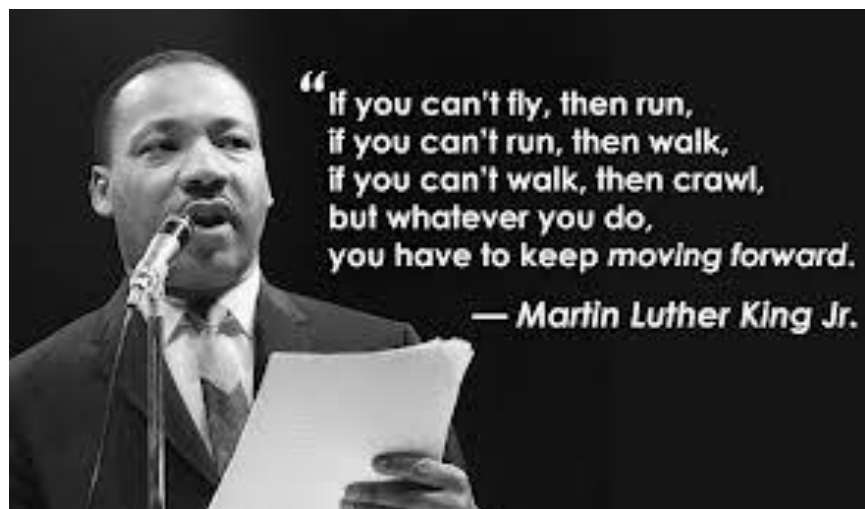 “If you can't fly, then run,
if you can't run, then walk,
if you can't walk, then crawl,
but whatever you do,
you have to keep moving forward.
— Martin Luther King Jr.